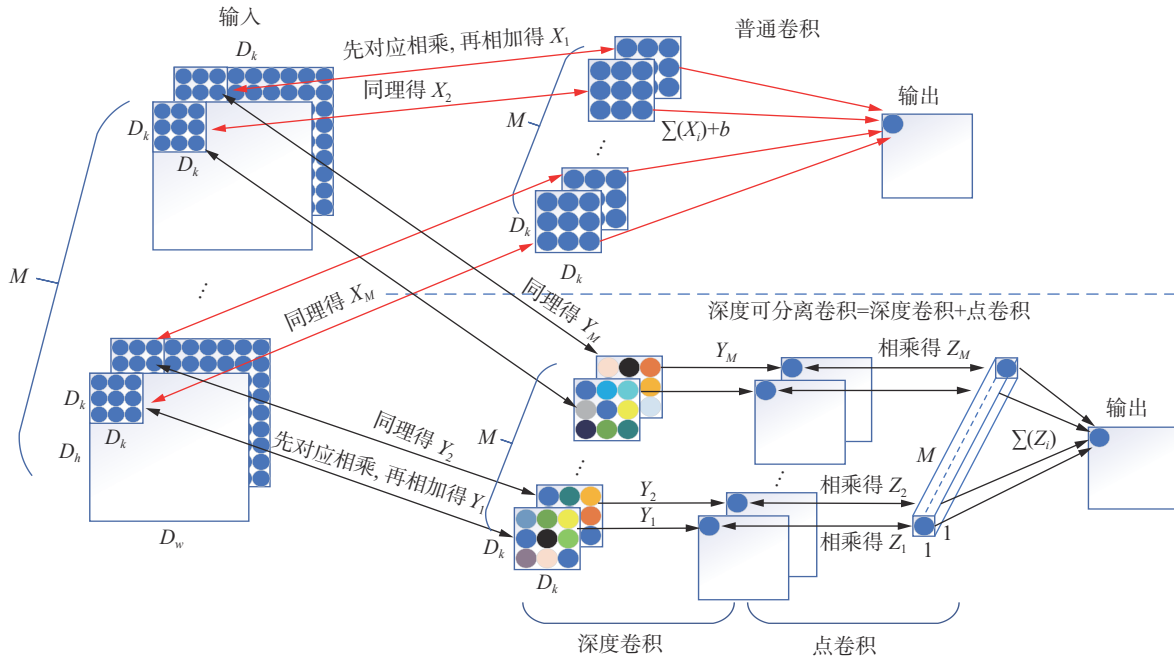 输入
D_k
先对应相乘, 再相加得 X_1
普通卷积
同理得 X_2
M
D_k
D_k
∑(X_i)+b
输出
⋮
M
D_k
D_k
⋮
同理得 X_M
同理得 Y_M
深度可分离卷积=深度卷积+点卷积
Y_M
相乘得 Z_M
D_k
D_k
D_h
D_w
同理得 Y_2
先对应相乘, 再相加得 Y_1
M
⋮
D_k
D_k
Y_2
Y_1
⋮
相乘得 Z_2
相乘得 Z_1
M
1
1
∑(Z_i)
输出
深度卷积
点卷积